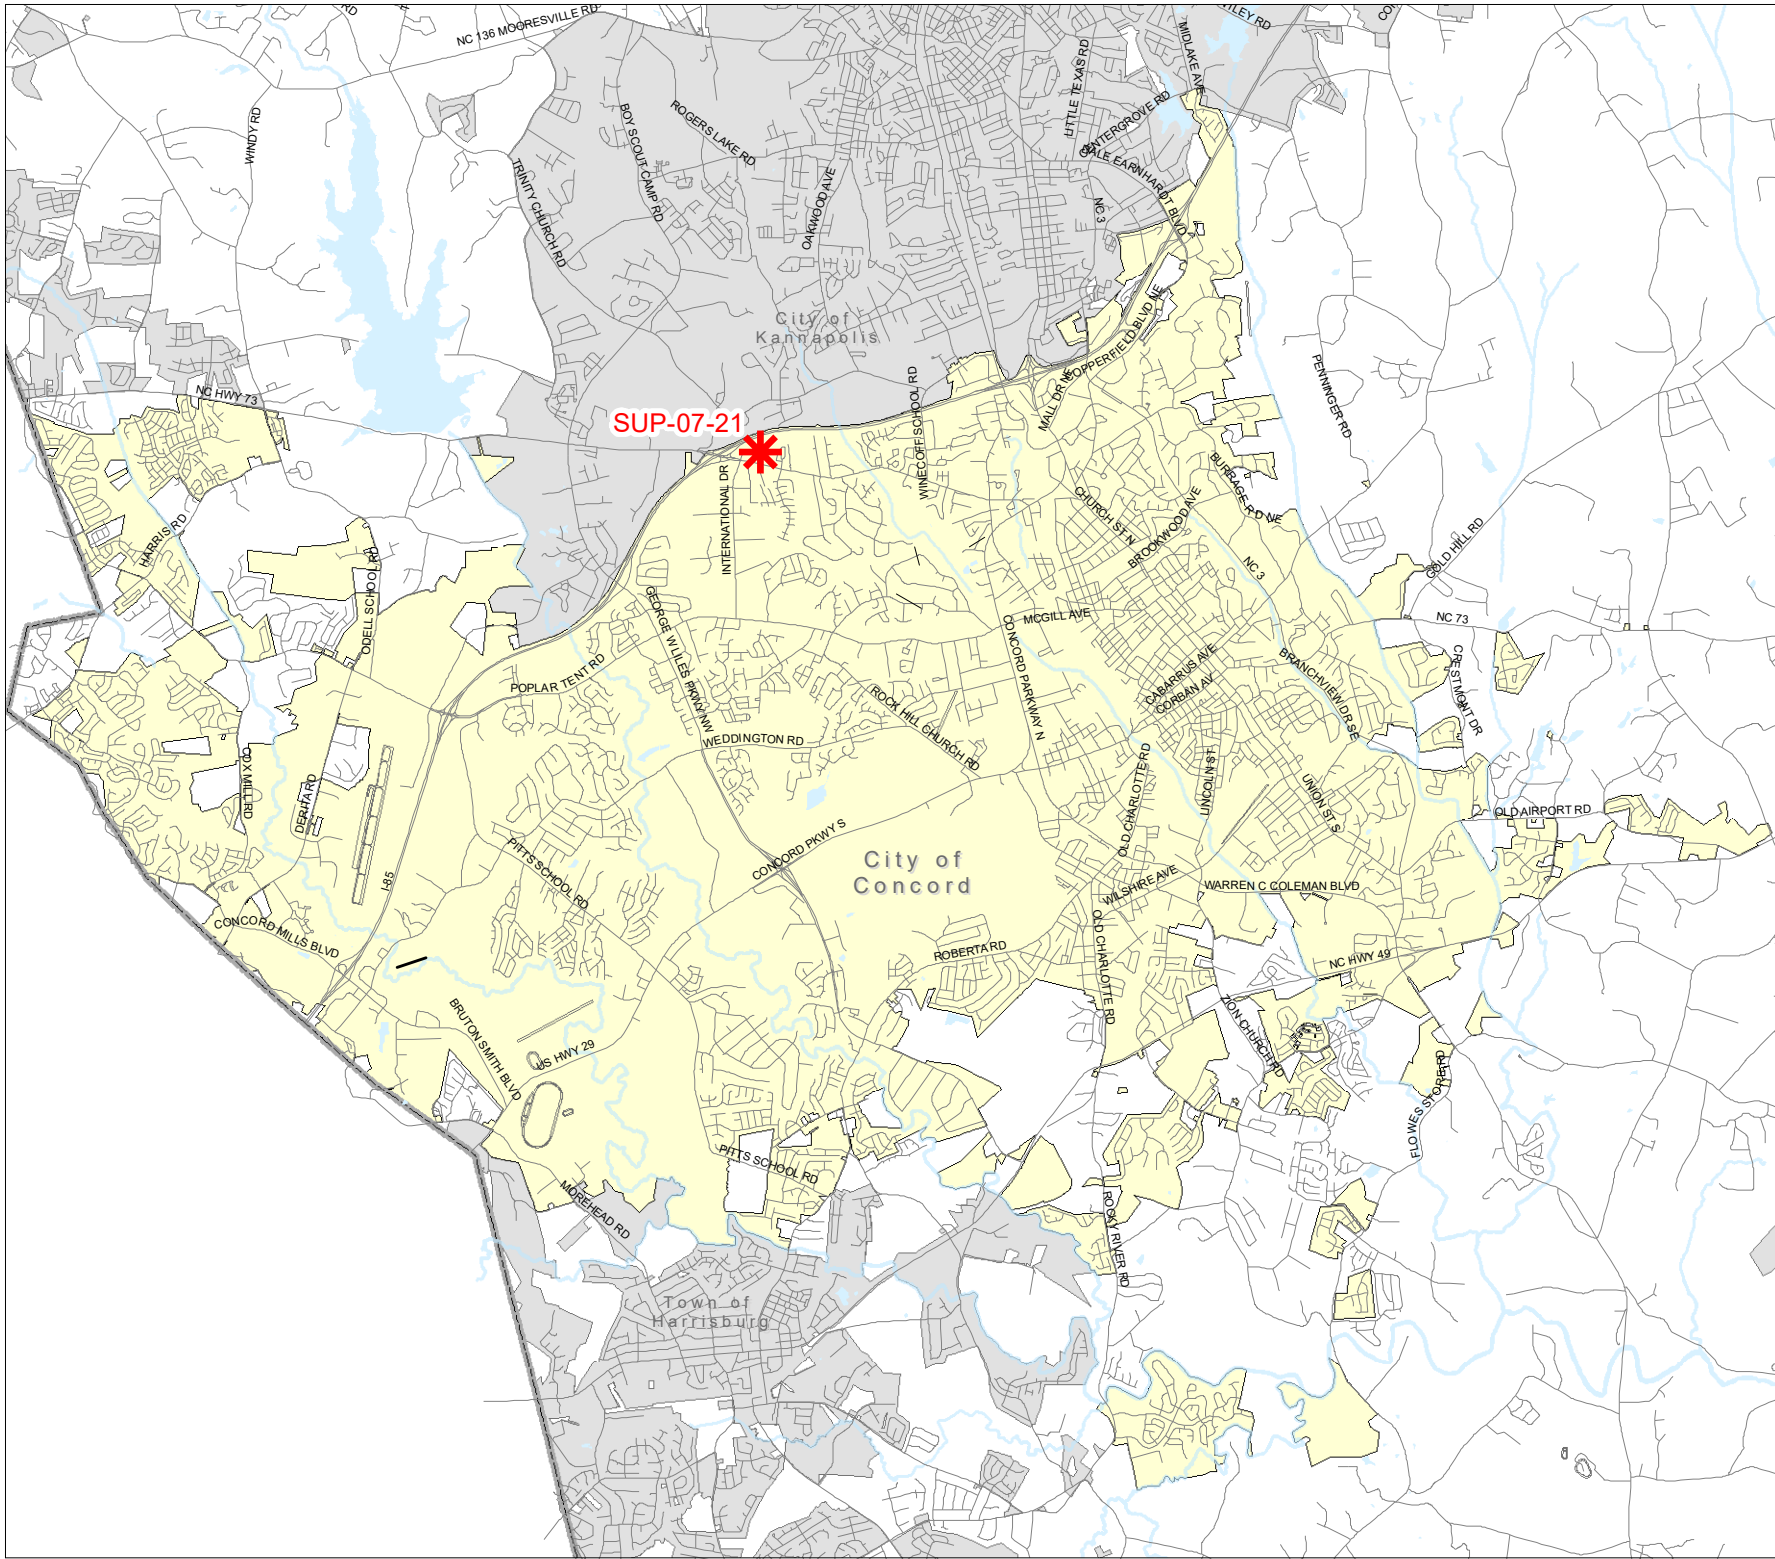 NC 136 MOORESVILLE RD
RD
MIDLAKE AVE
WINDY RD
BOY SCOUT CAMP RD
ROGERS LAKE RD
LITTLE TEXAS RD
CENTERGROVE RD
DALE EARNHARDT BLVD
TRINITY CHURCH RD
OAKWOOD AVE
NC 3
City of
Kannapolis
COPPERFIELD BLVD NE
PENNINGER RD
NC HWY 73
MALL DR NE
WINECOFF SCHOOL RD
SUP-07-21
INTERNATIONAL DR
BURRAGE RD NE
CHURCH ST N
BROOKWOOD AVE
HARRIS RD
GOLD HILL RD
NC 3
ODELL SCHOOL RD
GEORGE W LILES PKWY NW
MCGILL AVE
NC 73
CONCORD PARKWAY N
CRESTMONT DR
POPLAR TENT RD
CABARRUS AVE
CORBAN AV
BRANCHVIEW DR SE
ROCK HILL CHURCH RD
WEDDINGTON RD
COX MILL RD
DERITA RD
OLD CHARLOTTE RD
LINCOLN ST
UNION ST S
OLD AIRPORT RD
CONCORD PKWY S
PITTS SCHOOL RD
City of
Concord
I-85
WILSHIRE AVE
WARREN C COLEMAN BLVD
CONCORD MILLS BLVD
ROBERTA RD
OLD CHARLOTTE RD
NC HWY 49
ZION CHURCH RD
BRUTON SMITH BLVD
US HWY 29
FLOWES STORE RD
PITTS SCHOOL RD
MOREHEAD RD
ROCKY RIVER RD
Town of
Harrisburg